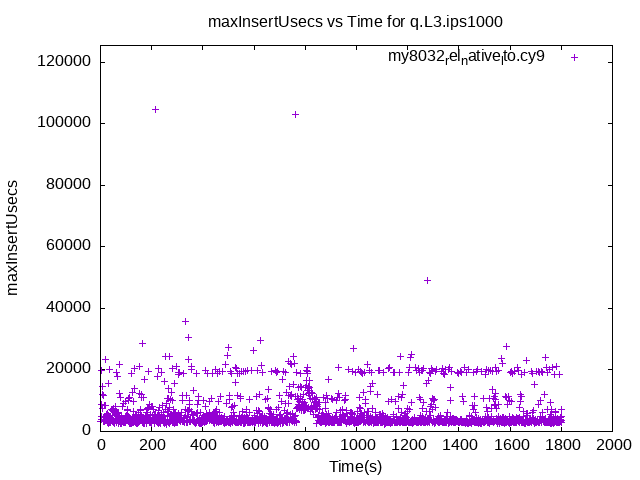 maxInsertUsecs vs Time for q.L3.ips1000
my8032relnativelto.cy9
maxInsertUsecs
120000
100000
80000
60000
40000
20000
0
0 200 400 600 800 1000 1200 1400 1600 1800 2000
Time(s)